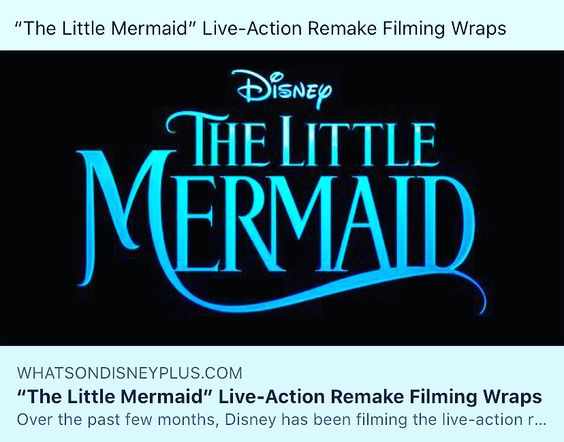 “The Little Mermaid” Live-Action Remake Filming Wraps
Disney
THE LITTLE
MERMAID
WHATSONDISNEYPLUS.COM
“The Little Mermaid” Live-Action Remake Filming Wraps
Over the past few months, Disney has been filming the live-action r...